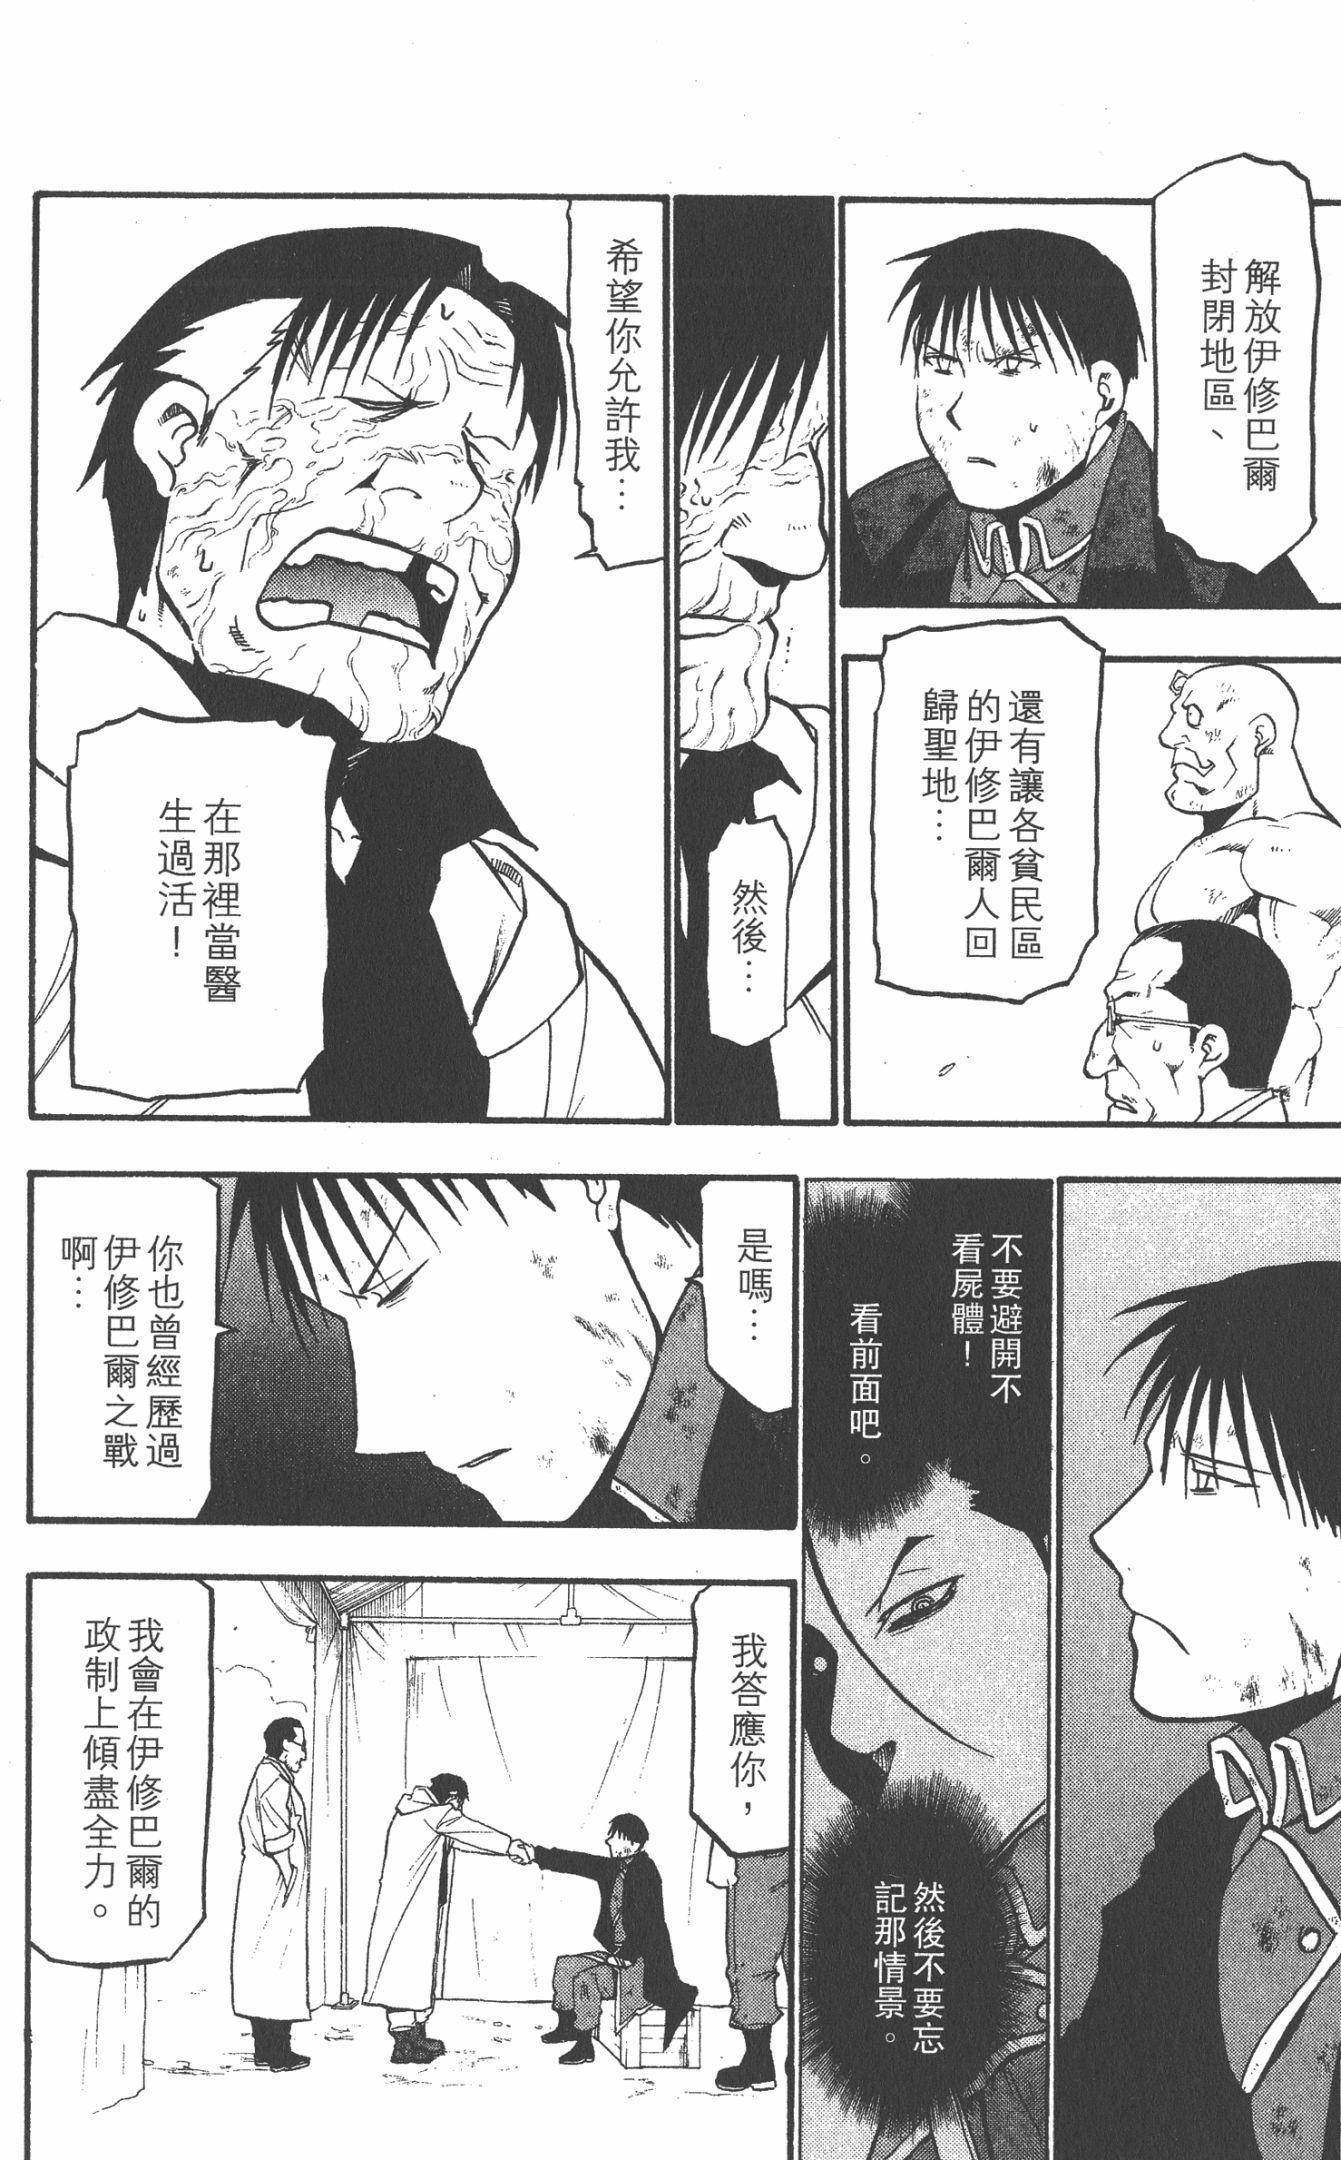 解放伊修巴爾
封閉地區、
還有讓各貧民區
的伊修巴爾人回
歸聖地…
然後…
希望你允許我…
在那裡當醫
生過活！
不要避開不
看屍體！
看前面吧。
然後不要忘
記那情景。
是嗎…
你也曾經歷過
伊修巴爾之戰
啊…
我答應你，
我會在伊修巴爾的
政制上傾盡全力。